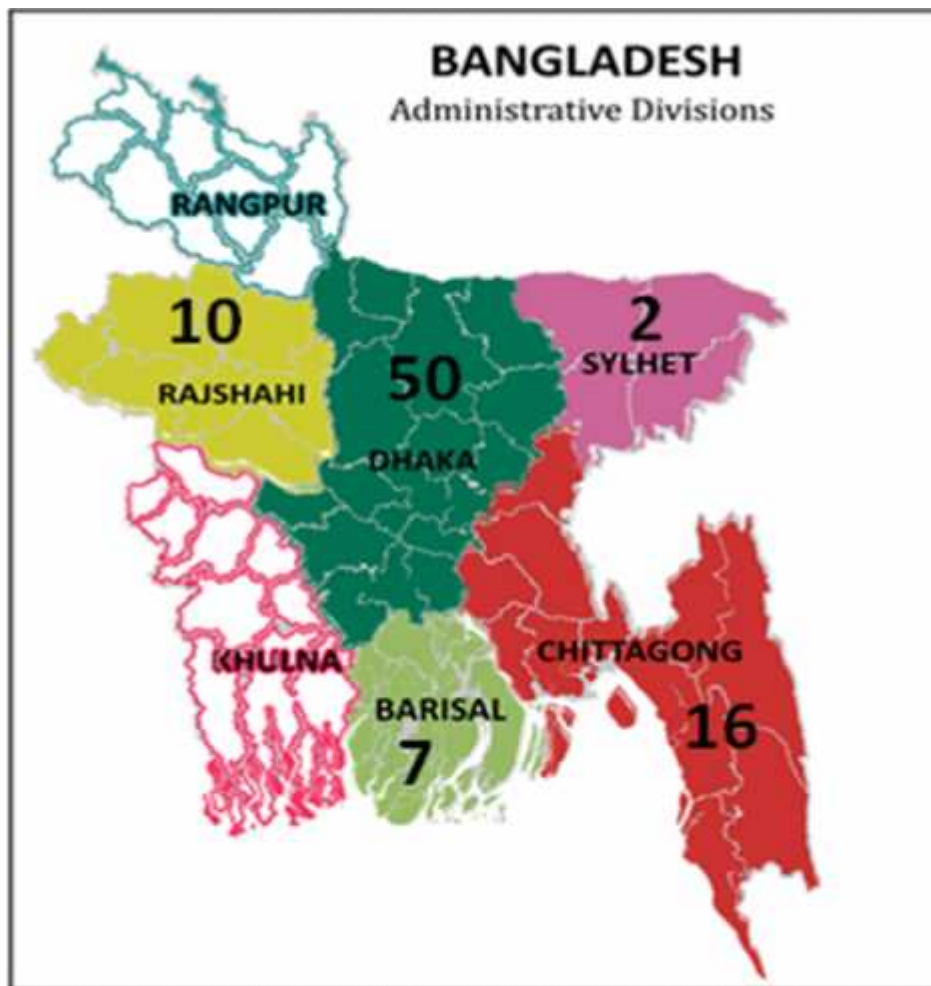 BANGLADESH
Administrative Divisions
RANGPUR
10
RAJSHAHI
50
DHAKA
2
SYLHET
KHULNA
BARISAL
7
CHITTAGONG
16